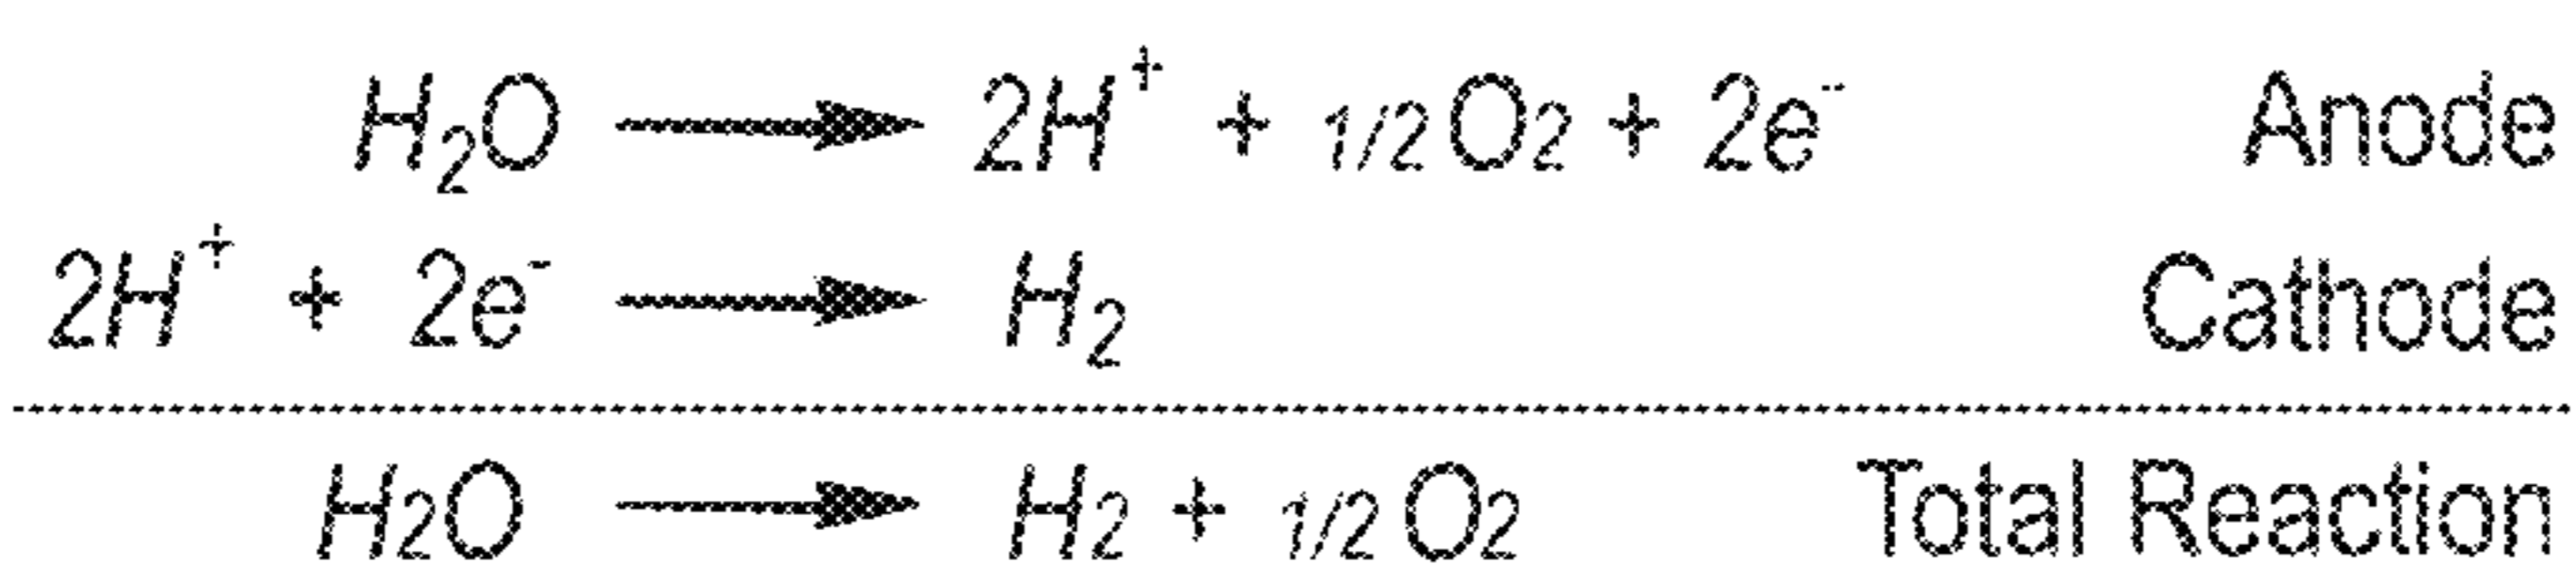 H₂O ⟶ 2H⁺ + 1/2 O₂ + 2e⁻ Anode
2H⁺ + 2e⁻ ⟶ H₂ Cathode
H₂O ⟶ H₂ + 1/2 O₂ Total Reaction